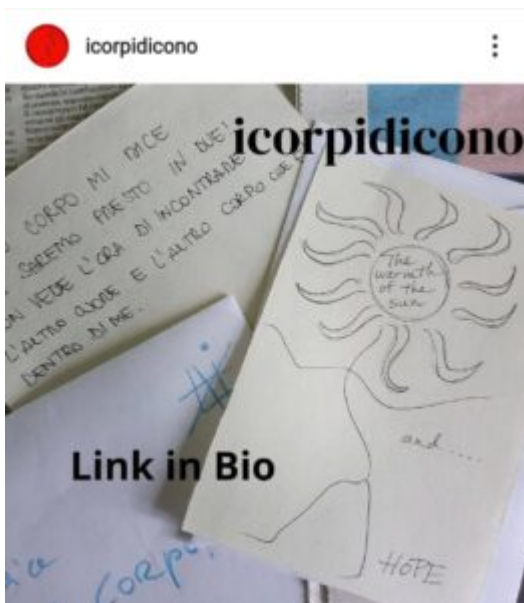 icorpidicono
icorpidicono
CORPO MI DICE
SAREMO PRESTO IN DUE!
VEDE L'ORA DI INCONTRARE
L'ALTRO CUORE E L'ALTRO CORPO CHE
DENTRO DI ME.
The
warmth
of the
sun
and....
Link in Bio
HOPE
CORPO,